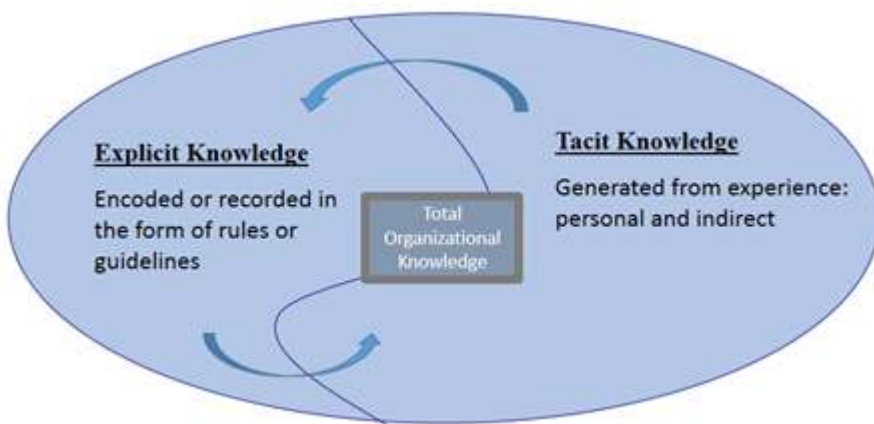 Explicit Knowledge
Encoded or recorded in
the form of rules or
guidelines
Total
Organizational
Knowledge
Tacit Knowledge
Generated from experience:
personal and indirect